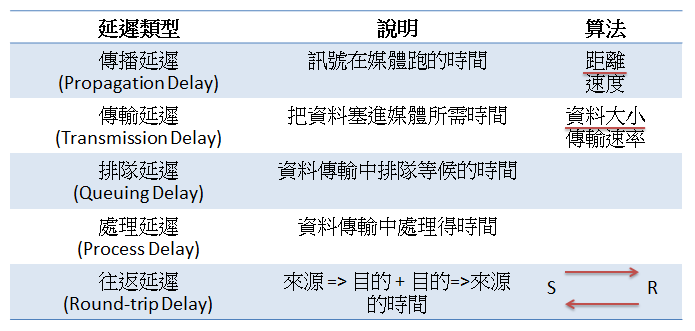 延遲類型 說明 算法
傳播延遲 訊號在媒體跑的時間 距離
(Propagation Delay) 速度
傳輸延遲 把資料塞進媒體所需時間 資料大小
(Transmission Delay) 傳輸速率
排隊延遲 資料傳輸中排隊等候的時間
(Queuing Delay)
處理延遲 資料傳輸中處理得時間
(Process Delay)
往返延遲 來源 => 目的 + 目的=>來源 S R
(Round-trip Delay) 的時間